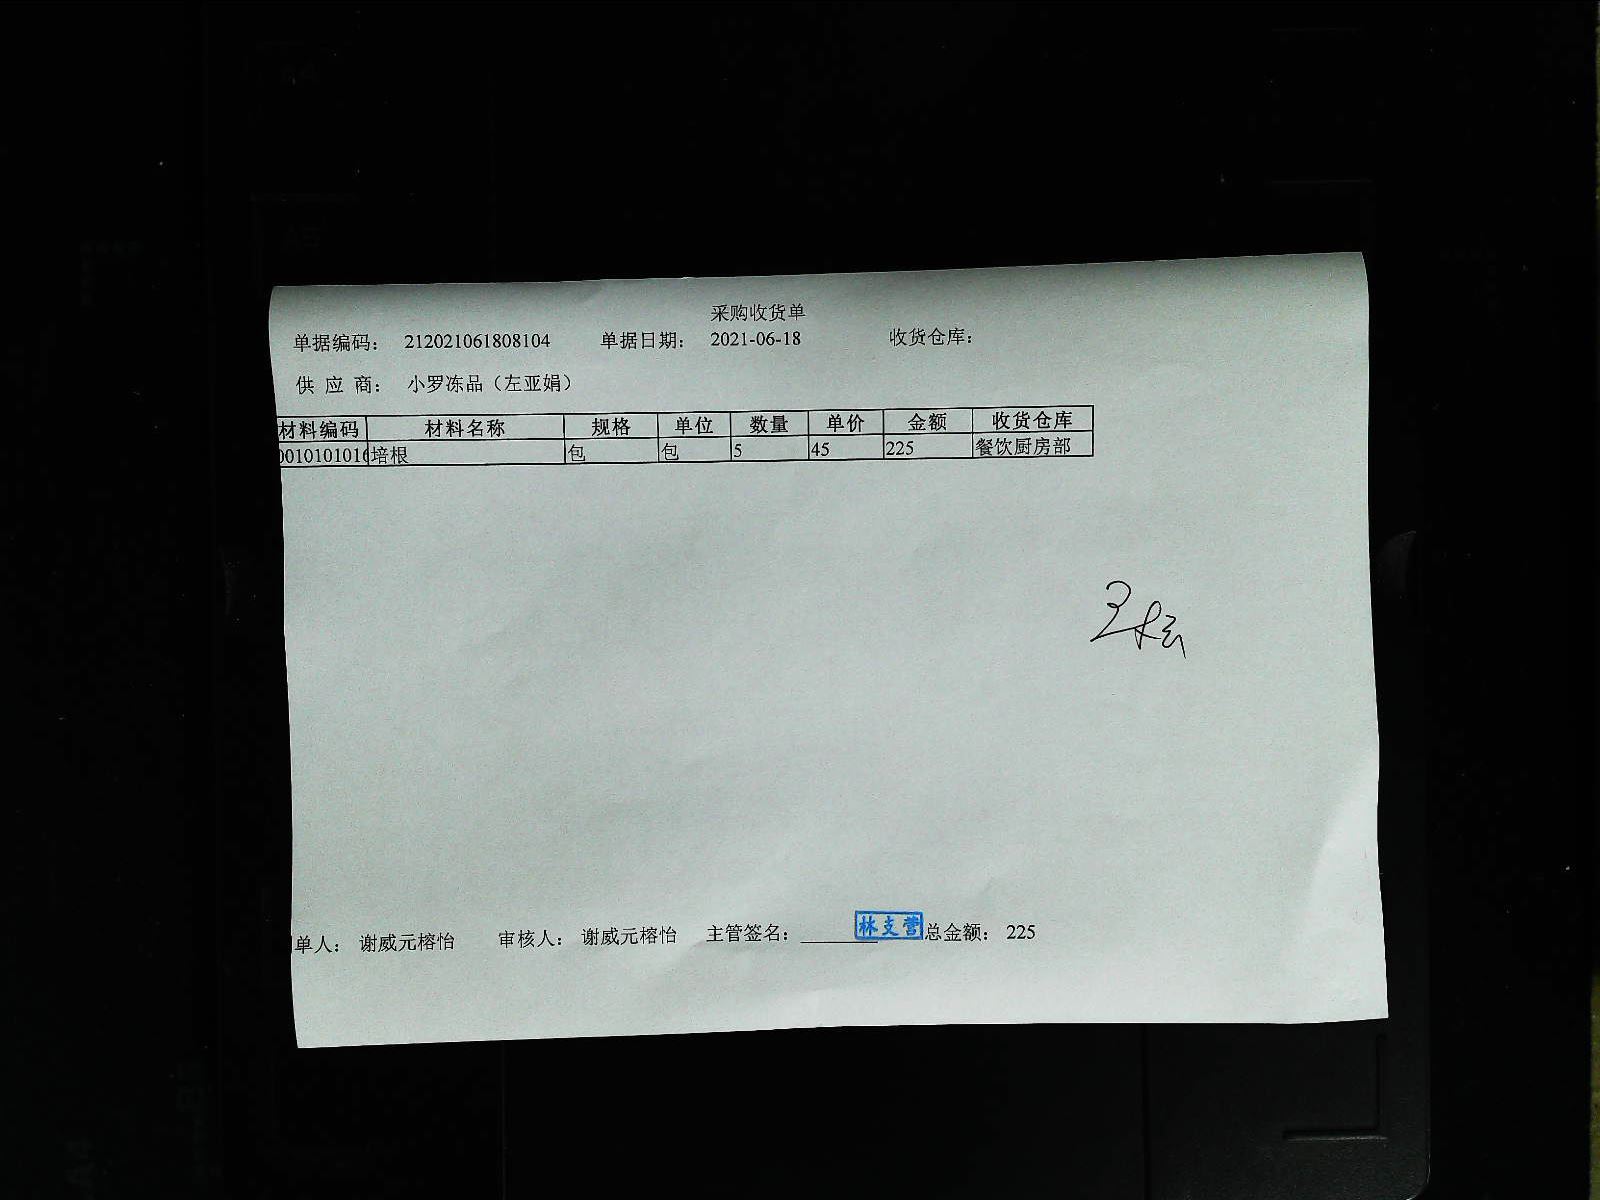 采购收货单
单据编码： 212021061808104 单据日期： 2021-06-18 收货仓库：
供 应 商： 小罗冻品（左亚娟）
材料编码 材料名称 规格 单位 数量 单价 金额 收货仓库
0010101016 培根 包 包 5 45 225 餐饮厨房部
单人： 谢威元榕怡 审核人： 谢威元榕怡 主管签名： 林支营 总金额： 225